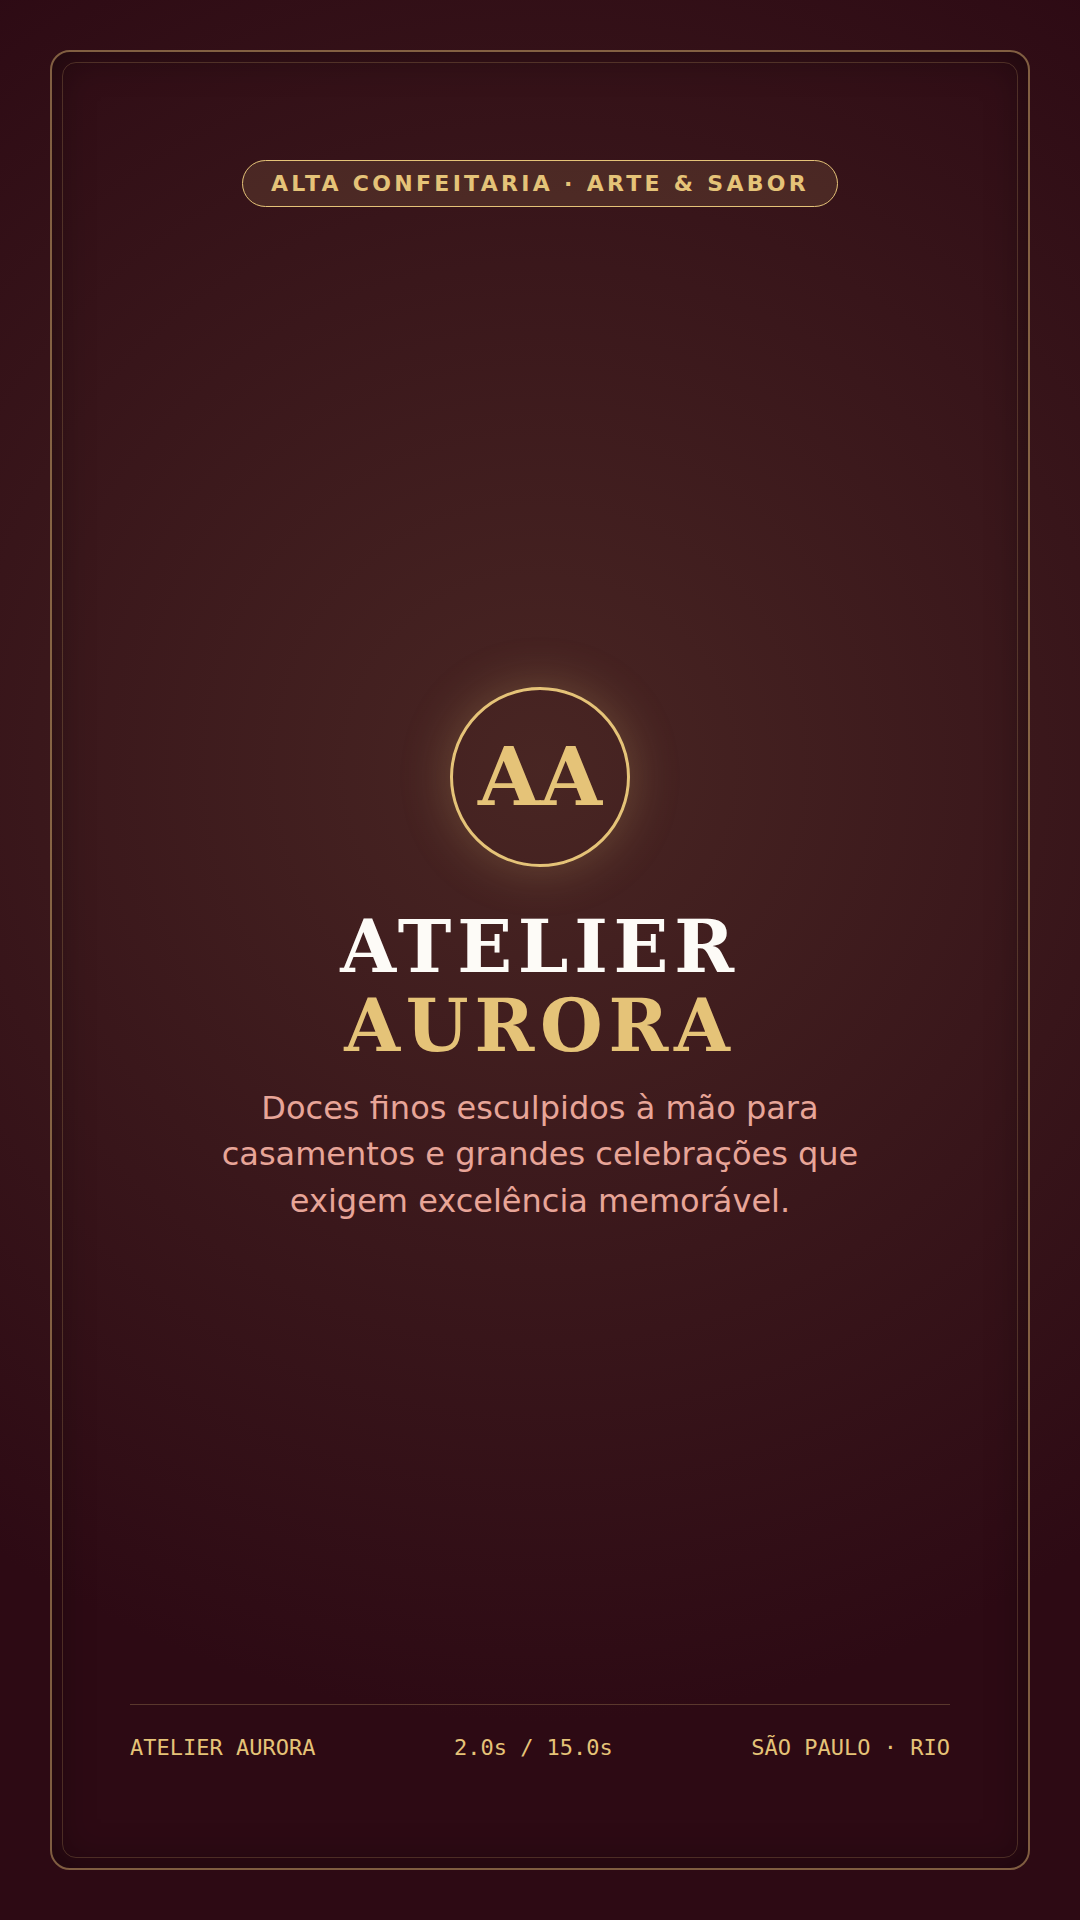 ALTA CONFEITARIA · ARTE & SABOR
AA
ATELIER
AURORA
Doces finos esculpidos à mão para
casamentos e grandes celebrações que
exigem excelência memorável.
ATELIER AURORA
2.0s / 15.0s
SÃO PAULO · RIO